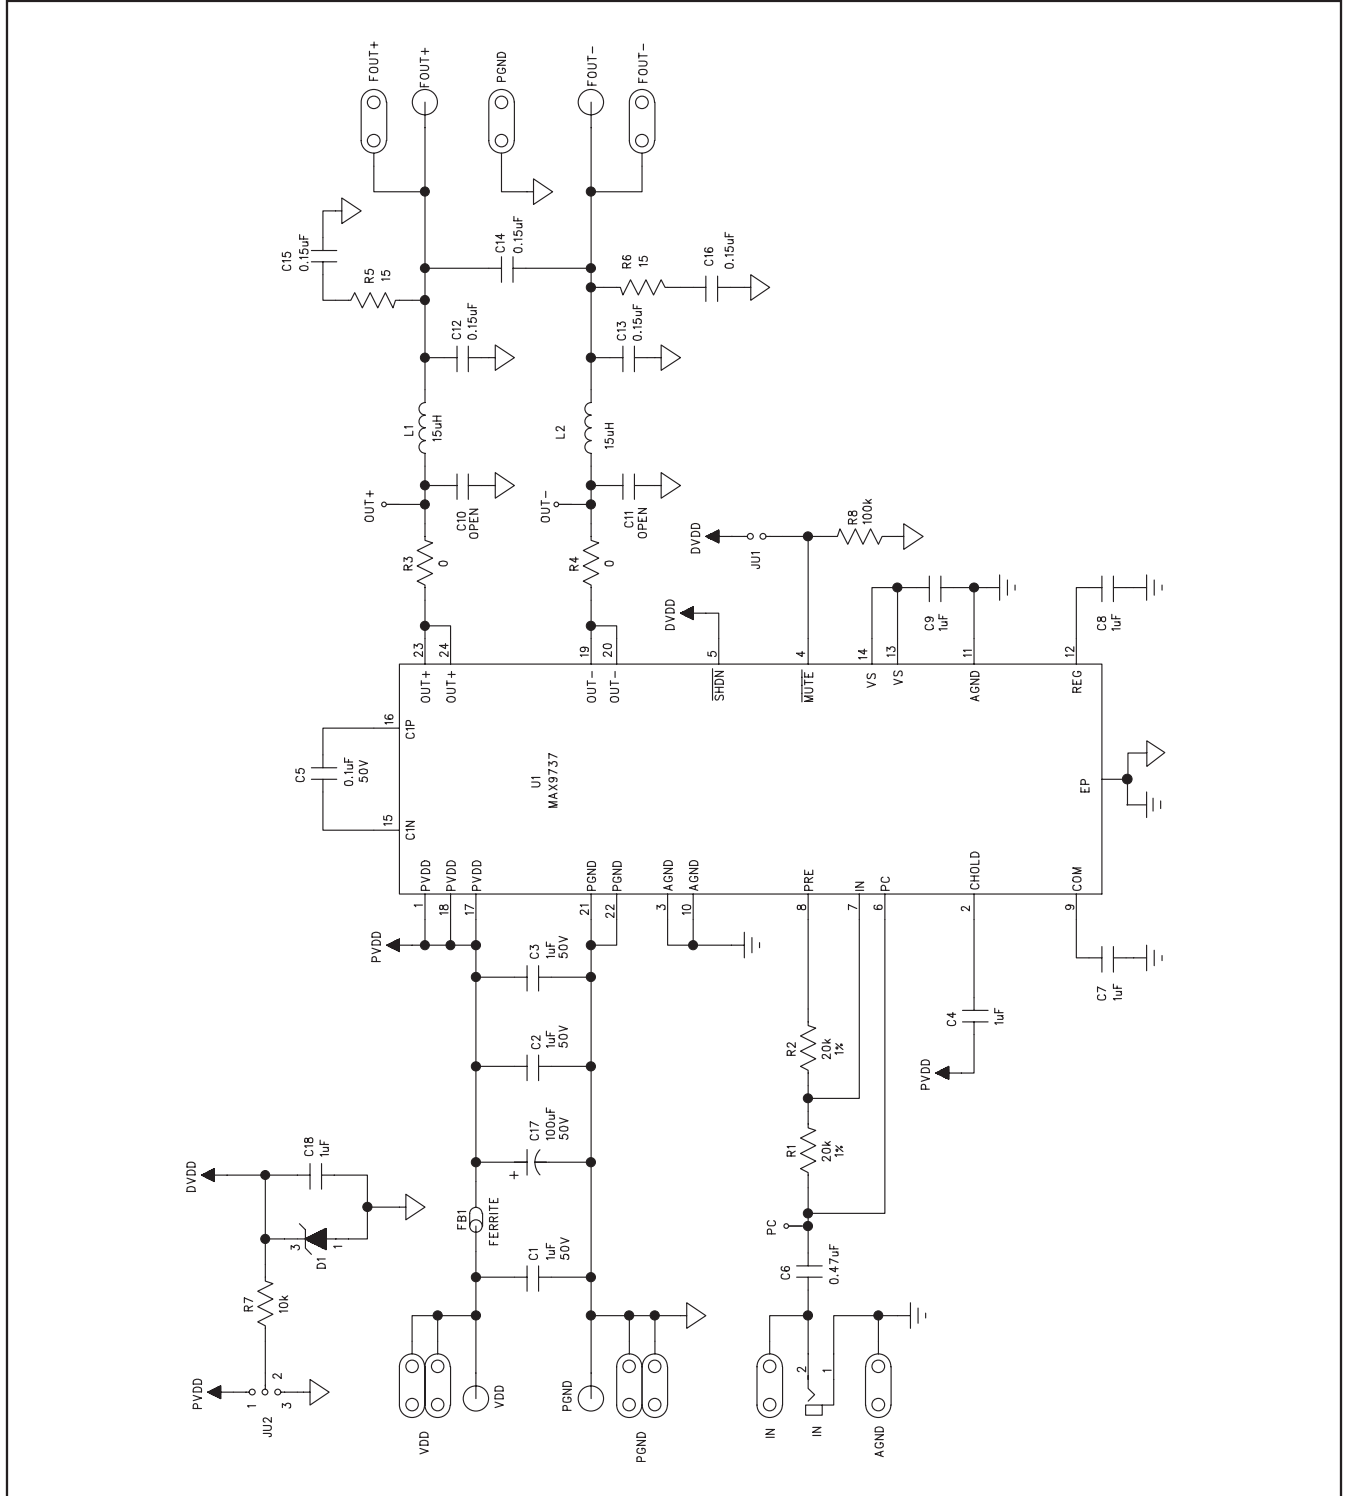 FOUT+
FOUT+
PGND
FOUT-
FOUT-
C15
0.15uF
R5
15
C14
0.15uF
R6
15
C16
0.15uF
C12
0.15uF
C13
0.15uF
L1
15uH
L2
15uH
OUT+
C10
OPEN
OUT-
C11
OPEN
R3
0
R4
0
DVDD
JU1
R8
100k
DVDD
C9
1uF
C8
1uF
23
24
19
20
5
4
14
13
11
12
OUT+
OUT+
OUT-
OUT-
SHDN
MUTE
VS
VS
AGND
REG
C5
0.1uF
50V
16
C1P
15
C1N
U1
MAX9737
EP
PVDD
PVDD
PVDD
PGND
PGND
AGND
AGND
PRE
IN
PC
CHOLD
COM
1
18
17
21
22
3
10
8
7
6
2
9
PVDD
C3
1uF
50V
C2
1uF
50V
C17
100uF
50V
+
FB1
FERRITE
C1
1uF
50V
R2
20k
1%
R1
20k
1%
C4
1uF
PVDD
C7
1uF
DVDD
C18
1uF
3
1
D1
R7
10k
PVDD
1
2
3
JU2
VDD
VDD
PGND
PGND
PC
C6
0.47uF
IN
2
1
IN
AGND